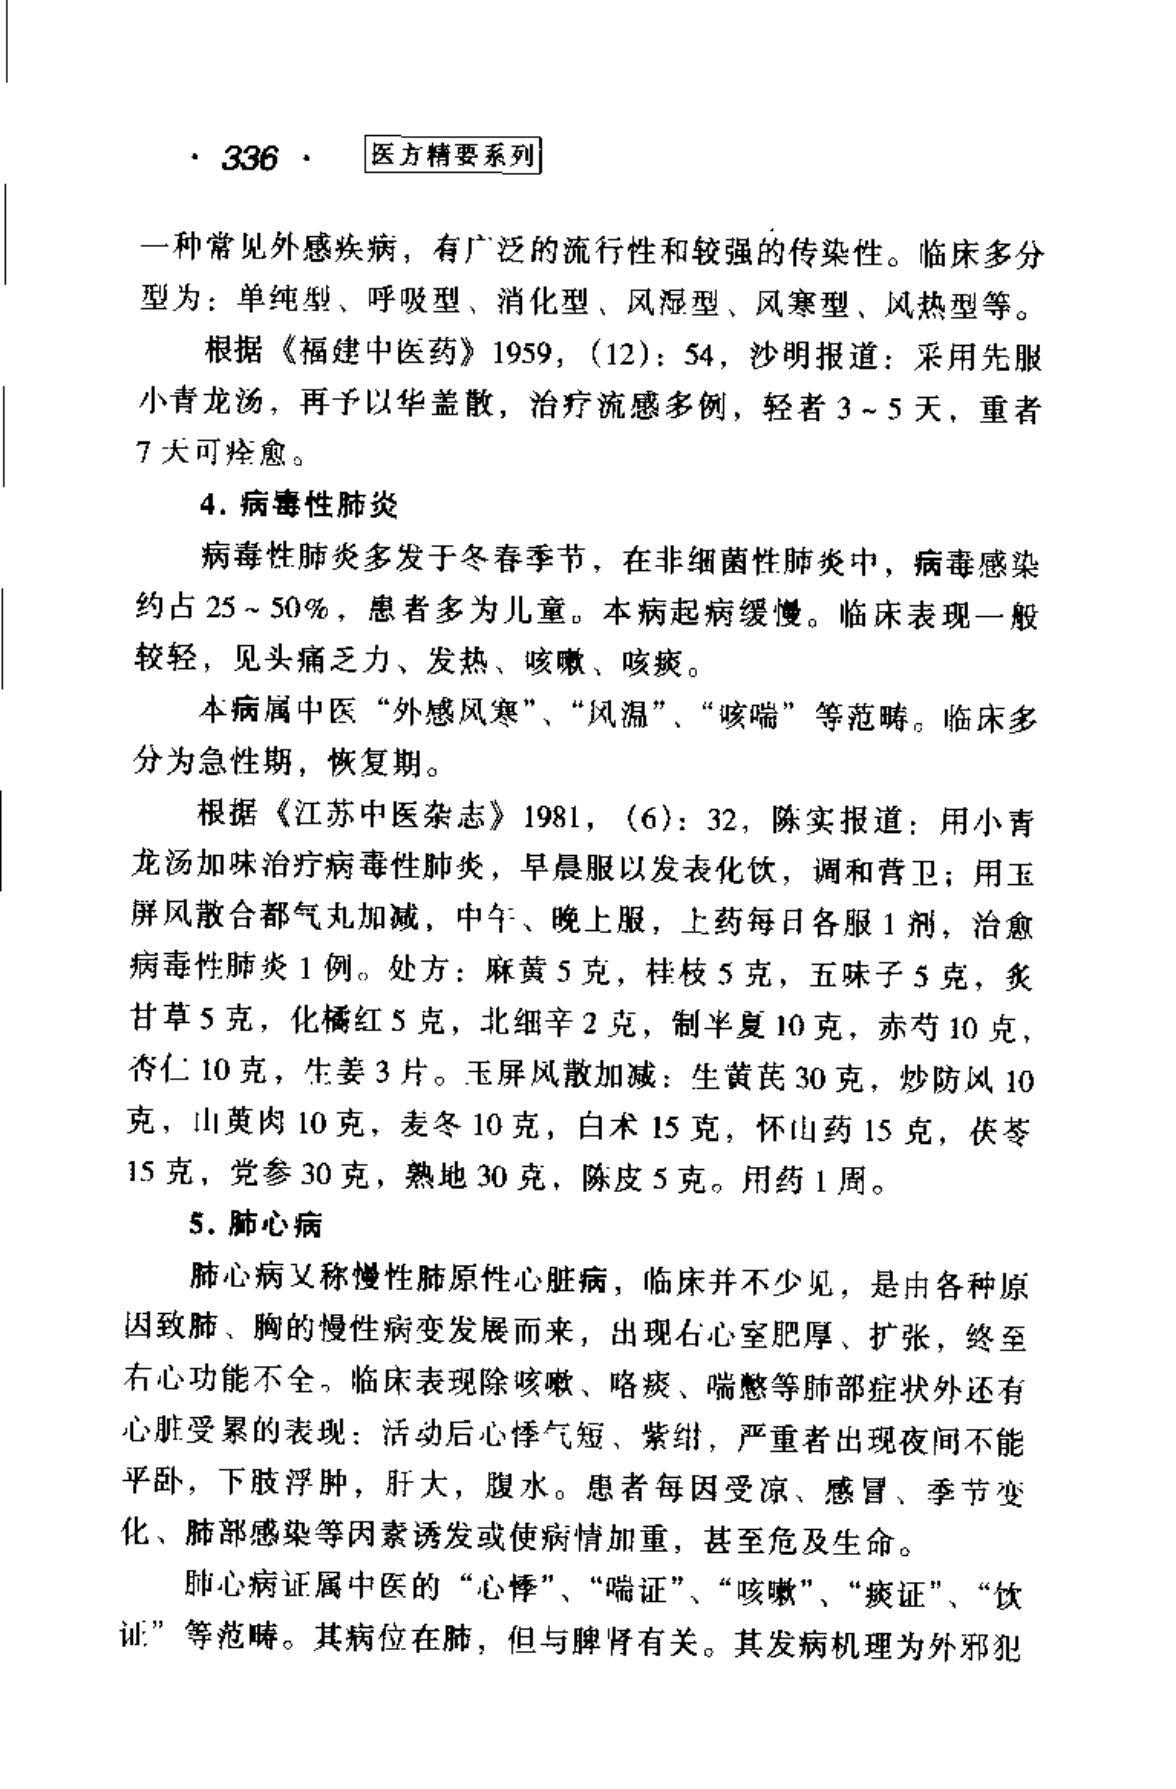 · 336 · 医方精要系列
一种常见外感疾病，有广泛的流行性和较强的传染性。临床多分
型为：单纯型、呼吸型、消化型、风湿型、风寒型、风热型等。
根据《福建中医药》1959，（12）：54，沙明报道：采用先服
小青龙汤，再予以华盖散，治疗流感多例，轻者 3 ~ 5 天，重者
7 天可痊愈。
4. 病毒性肺炎
病毒性肺炎多发于冬春季节，在非细菌性肺炎中，病毒感染
约占 25 ~ 50%，患者多为儿童。本病起病缓慢。临床表现一般
较轻，见头痛乏力、发热、咳嗽、咳痰。
本病属中医“外感风寒”、“风温”、“咳喘”等范畴。临床多
分为急性期，恢复期。
根据《江苏中医杂志》1981，（6）：32，陈实报道：用小青
龙汤加味治疗病毒性肺炎，早晨服以发表化饮，调和营卫；用玉
屏风散合都气丸加减，中午、晚上服，上药每日各服 1 剂，治愈
病毒性肺炎 1 例。处方：麻黄 5 克，桂枝 5 克，五味子 5 克，炙
甘草 5 克，化橘红 5 克，北细辛 2 克，制半夏 10 克，赤芍 10 克，
杏仁 10 克，生姜 3 片。玉屏风散加减：生黄芪 30 克，炒防风 10
克，山萸肉 10 克，麦冬 10 克，白术 15 克，怀山药 15 克，茯苓
15 克，党参 30 克，熟地 30 克，陈皮 5 克。用药 1 周。
5. 肺心病
肺心病又称慢性肺原性心脏病，临床并不少见，是由各种原
因致肺、胸的慢性病变发展而来，出现右心室肥厚、扩张，终至
右心功能不全。临床表现除咳嗽、咯痰、喘憋等肺部症状外还有
心脏受累的表现：活动后心悸气短、紫绀，严重者出现夜间不能
平卧，下肢浮肿，肝大，腹水。患者每因受凉、感冒、季节变
化、肺部感染等因素诱发或使病情加重，甚至危及生命。
肺心病证属中医的“心悸”、“喘证”、“咳嗽”、“痰证”、“饮
证”等范畴。其病位在肺，但与脾肾有关。其发病机理为外邪犯